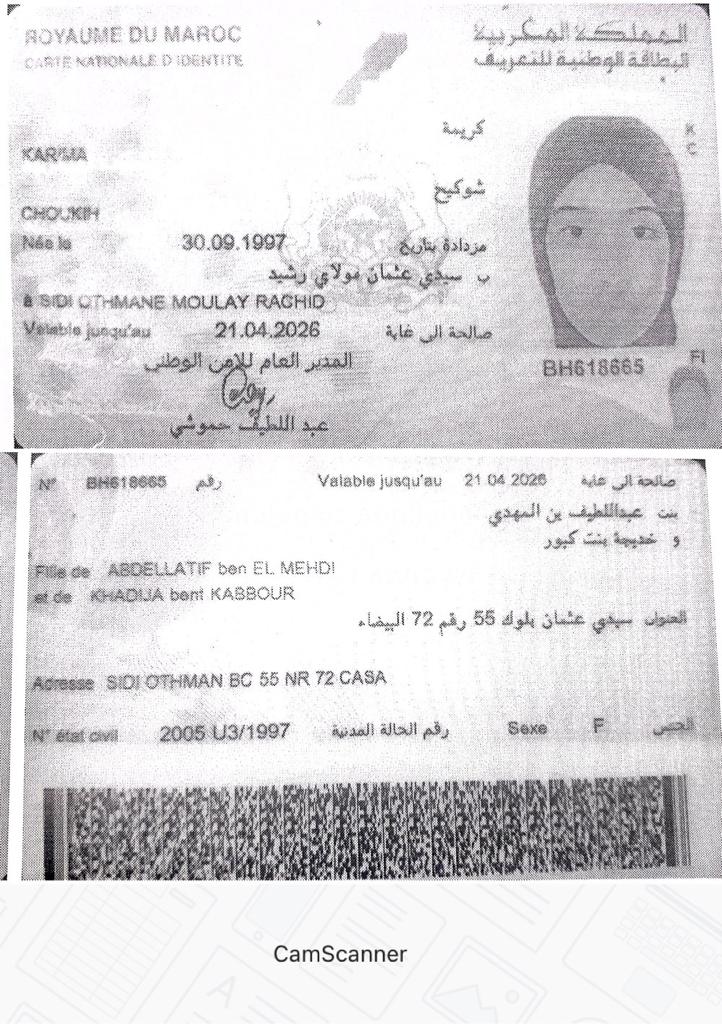 ROYAUME DU MAROC
المملكة المغربية
CARTE NATIONALE D'IDENTITE
البطاقة الوطنية للتعريف
كريمة
KARIMA
شوكيح
CHOUKIH
Née le 30.09.1997 مزدادة بتاريخ
ب سيدي عثمان مولاي رشيد
à SIDI OTHMANE MOULAY RACHID
Valable jusqu'au 21.04.2026 صالحة الى غاية
المدير العام للامن الوطني
عبد اللطيف حموشي
K
C
BH618665
FI
N° BH618665 رقم Valable jusqu'au 21.04.2026 صالحة الى غاية
بنت عبداللطيف بن المهدي
و خديجة بنت كبور
Fille de ABDELLATIF ben EL MEHDI
et de KHADIJA bent KABBOUR
العنوان سيدي عثمان بلوك 55 رقم 72 البيضاء
Adresse SIDI OTHMAN BC 55 NR 72 CASA
N° état civil 2005 U3/1997 رقم الحالة المدنية Sexe F الجنس
CamScanner